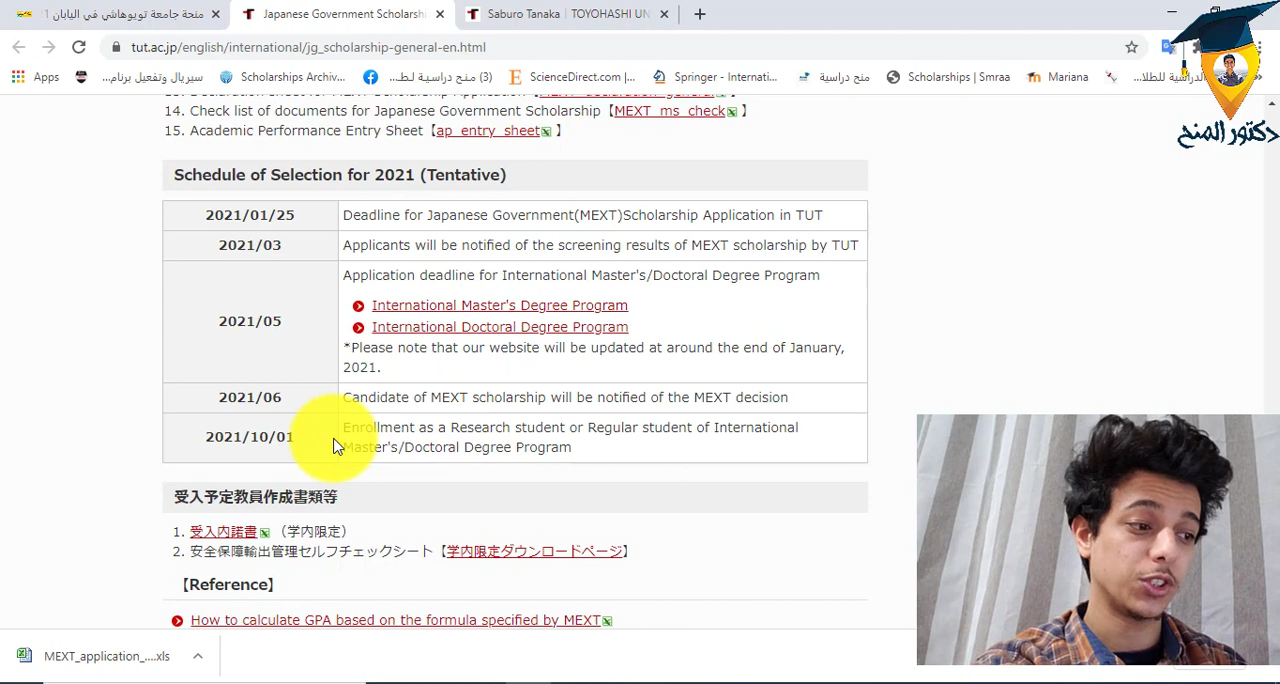 منحة جامعة تويوهاشي في اليابان 1'
Japanese Government Scholarshi
Saburo Tanaka | TOYOHASHI UN
tut.ac.jp/english/international/jg_scholarship-general-en.html
Apps
سيريال وتفعيل برنام...
Scholarships Archiv...
(3) منح دراسية لط...
ScienceDirect.com |...
Springer - Internati...
منح دراسية
Scholarships | Smraa
Mariana
الدراسية للطلا...
»
دكتور المنح
14. Check list of documents for Japanese Government Scholarship【MEXT_ms_check】
15. Academic Performance Entry Sheet【ap_entry_sheet】
Schedule of Selection for 2021 (Tentative)
2021/01/25 Deadline for Japanese Government(MEXT)Scholarship Application in TUT
2021/03 Applicants will be notified of the screening results of MEXT scholarship by TUT
2021/05 Application deadline for International Master's/Doctoral Degree Program
International Master's Degree Program
International Doctoral Degree Program
*Please note that our website will be updated at around the end of January,
2021.
2021/06 Candidate of MEXT scholarship will be notified of the MEXT decision
2021/10/01 Enrollment as a Research student or Regular student of International
Master's/Doctoral Degree Program
受入予定教員作成書類等
1. 受入内諾書（学内限定）
2. 安全保障輸出管理セルフチェックシート【学内限定ダウンロードページ】
【Reference】
How to calculate GPA based on the formula specified by MEXT
MEXT_application_....xls